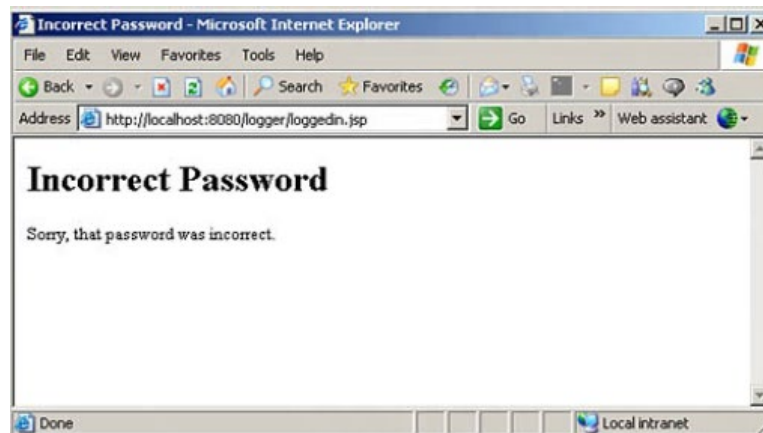 Incorrect Password - Microsoft Internet Explorer
File Edit View Favorites Tools Help
Back Search Favorites
Address http://localhost:8080/logger/loggedin.jsp Go Links » Web assistant
Incorrect Password
Sorry, that password was incorrect.
Done Local intranet